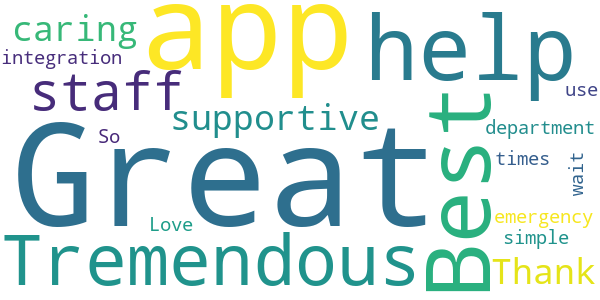 caring
app
help
integration
staff
use
supportive
Best
department
Great
So
times
wait
Love
emergency
simple
Tremendous
Thank